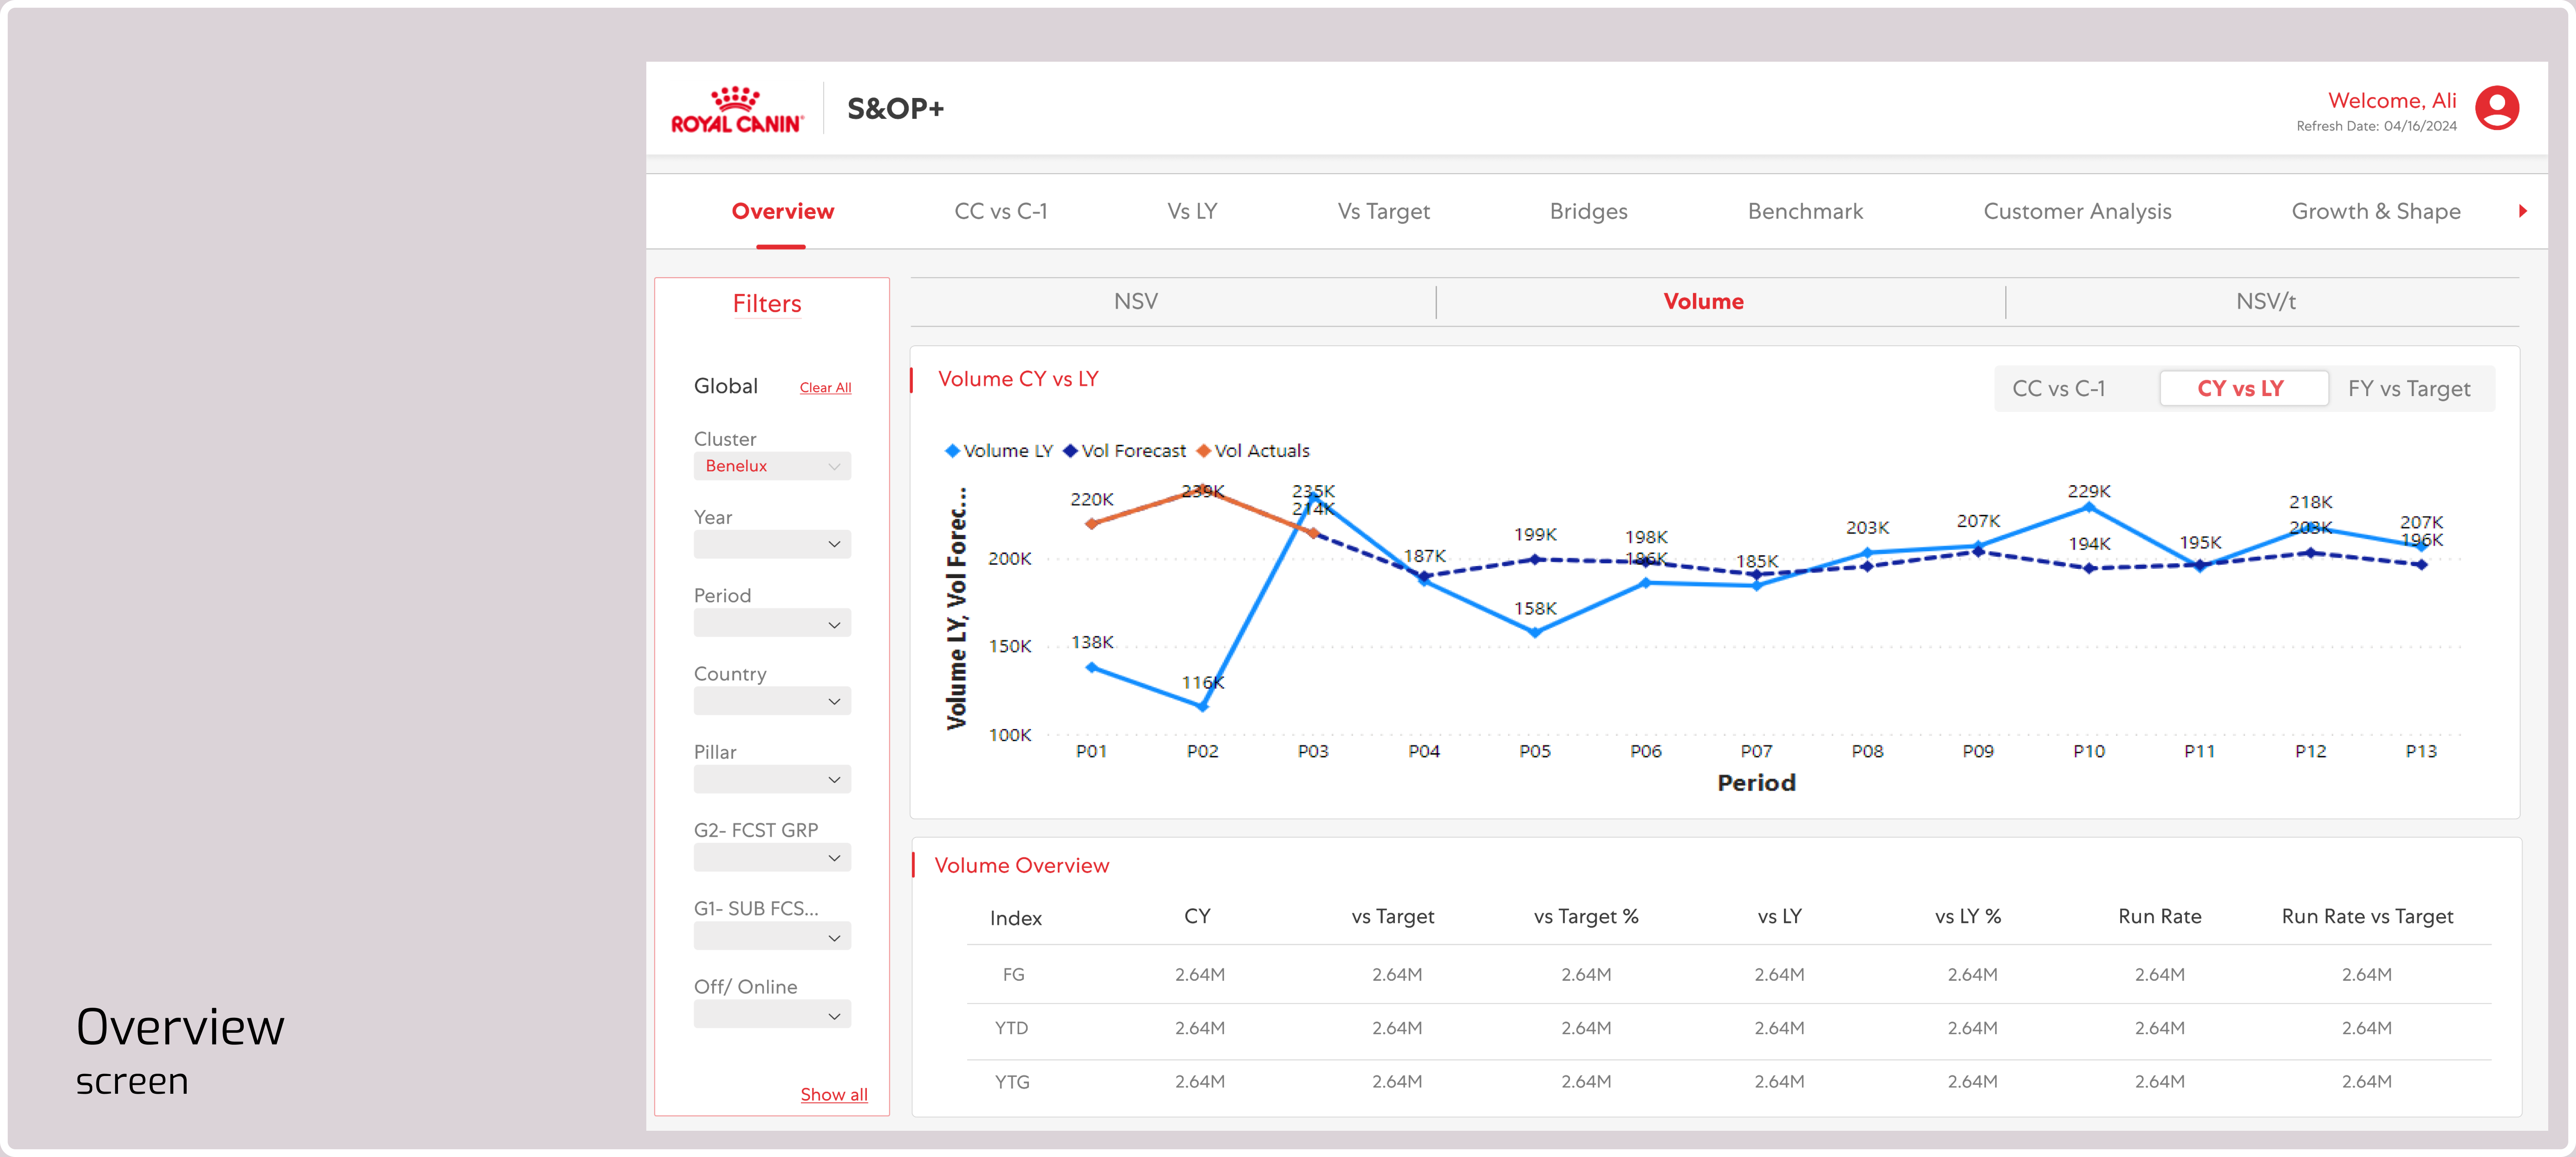 ROYAL CANIN
S&OP+
Welcome, Ali
Refresh Date: 04/16/2024
Overview CC vs C-1 Vs LY Vs Target Bridges Benchmark Customer Analysis Growth & Shape
Filters
Global Clear All
Cluster
Benelux
Year
Period
Country
Pillar
G2- FCST GRP
G1- SUB FCS...
Off/ Online
Show all
NSV Volume NSV/t
Volume CY vs LY
CC vs C-1 CY vs LY FY vs Target
Volume LY Vol Forecast Vol Actuals
Volume LY, Vol Forec...
200K
150K
100K
220K 239K 235K 214K 187K 199K 198K 186K 185K 203K 207K 229K 194K 195K 218K 203K 207K 196K
138K 116K 158K
P01 P02 P03 P04 P05 P06 P07 P08 P09 P10 P11 P12 P13
Period
Volume Overview
Index CY vs Target vs Target % vs LY vs LY % Run Rate Run Rate vs Target
FG 2.64M 2.64M 2.64M 2.64M 2.64M 2.64M 2.64M
YTD 2.64M 2.64M 2.64M 2.64M 2.64M 2.64M 2.64M
YTG 2.64M 2.64M 2.64M 2.64M 2.64M 2.64M 2.64M
Overview
screen